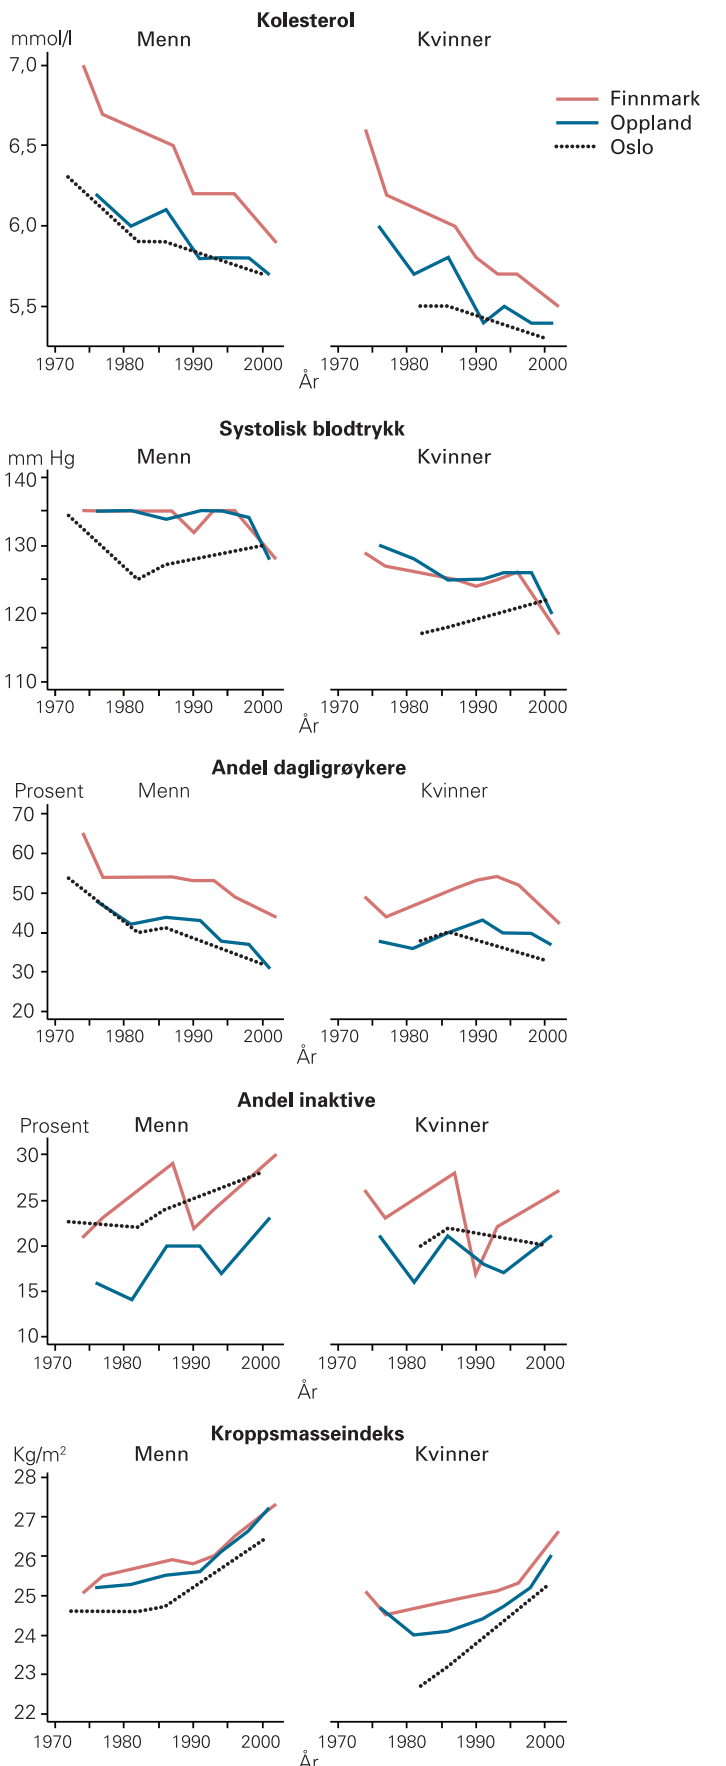 Kolesterol
mmol/l Menn Kvinner
7,0
6,5
6,0
5,5
Finnmark
Oppland
Oslo
1970 1980 1990 2000 1970 1980 1990 2000
År
Systolisk blodtrykk
mm Hg Menn Kvinner
140
130
120
110
1970 1980 1990 2000 1970 1980 1990 2000
År
Andel dagligrøykere
Prosent Menn Kvinner
70
60
50
40
30
20
1970 1980 1990 2000 1970 1980 1990 2000
År
Andel inaktive
Prosent Menn Kvinner
30
25
20
15
10
1970 1980 1990 2000 1970 1980 1990 2000
År
Kroppsmasseindeks
Kg/m² Menn Kvinner
28
27
26
25
24
23
22
1970 1980 1990 2000 1970 1980 1990 2000
År